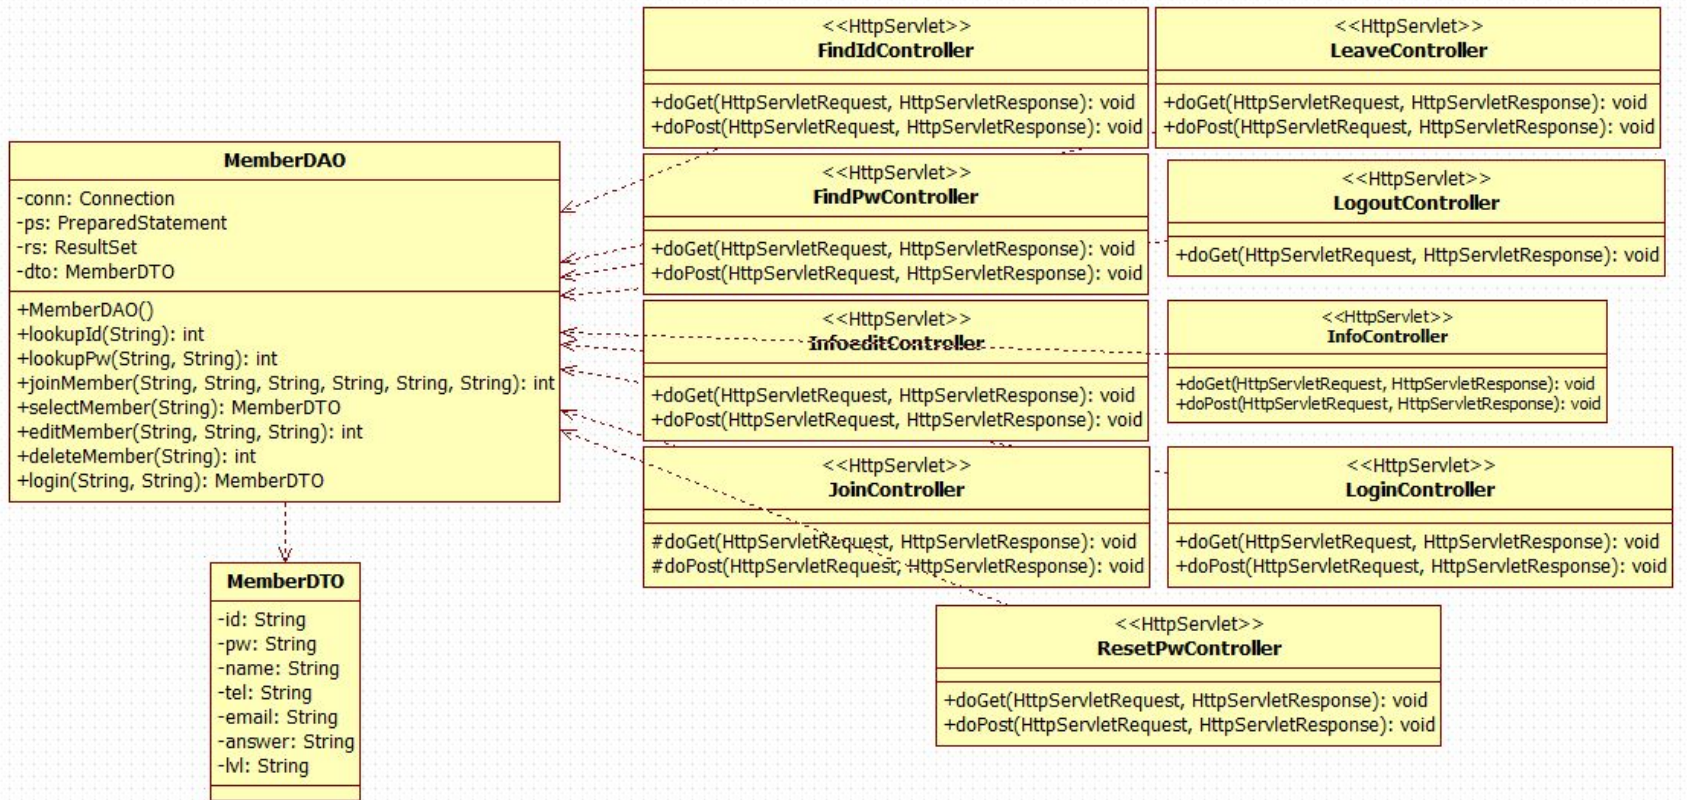 <<HttpServlet>>
FindIdController
+doGet(HttpServletRequest, HttpServletResponse): void
+doPost(HttpServletRequest, HttpServletResponse): void
<<HttpServlet>>
LeaveController
+doGet(HttpServletRequest, HttpServletResponse): void
+doPost(HttpServletRequest, HttpServletResponse): void
MemberDAO
-conn: Connection
-ps: PreparedStatement
-rs: ResultSet
-dto: MemberDTO
+MemberDAO()
+lookupId(String): int
+lookupPw(String, String): int
+joinMember(String, String, String, String, String, String): int
+selectMember(String): MemberDTO
+editMember(String, String, String): int
+deleteMember(String): int
+login(String, String): MemberDTO
<<HttpServlet>>
FindPwController
+doGet(HttpServletRequest, HttpServletResponse): void
+doPost(HttpServletRequest, HttpServletResponse): void
<<HttpServlet>>
LogoutController
+doGet(HttpServletRequest, HttpServletResponse): void
<<HttpServlet>>
InfoeditController
+doGet(HttpServletRequest, HttpServletResponse): void
+doPost(HttpServletRequest, HttpServletResponse): void
<<HttpServlet>>
InfoController
+doGet(HttpServletRequest, HttpServletResponse): void
+doPost(HttpServletRequest, HttpServletResponse): void
<<HttpServlet>>
JoinController
#doGet(HttpServletRequest, HttpServletResponse): void
#doPost(HttpServletRequest, HttpServletResponse): void
<<HttpServlet>>
LoginController
+doGet(HttpServletRequest, HttpServletResponse): void
+doPost(HttpServletRequest, HttpServletResponse): void
MemberDTO
-id: String
-pw: String
-name: String
-tel: String
-email: String
-answer: String
-lvl: String
<<HttpServlet>>
ResetPwController
+doGet(HttpServletRequest, HttpServletResponse): void
+doPost(HttpServletRequest, HttpServletResponse): void